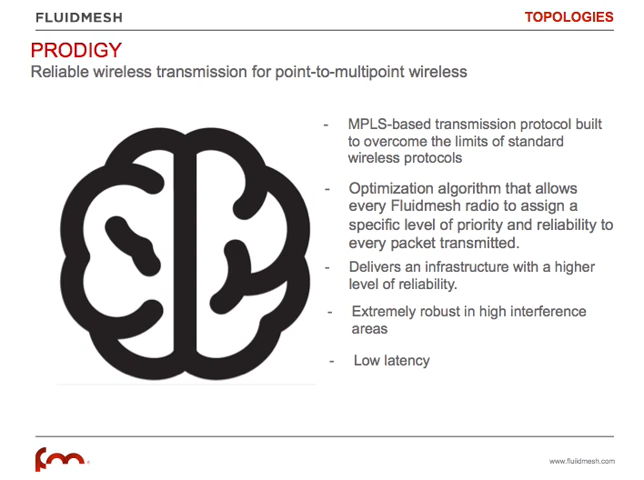 FLUIDMESH
TOPOLOGIES
PRODIGY
Reliable wireless transmission for point-to-multipoint wireless
- MPLS-based transmission protocol built
to overcome the limits of standard
wireless protocols
- Optimization algorithm that allows
every Fluidmesh radio to assign a
specific level of priority and reliability to
every packet transmitted.
- Delivers an infrastructure with a higher
level of reliability.
- Extremely robust in high interference
areas
- Low latency
fm®
www.fluidmesh.com